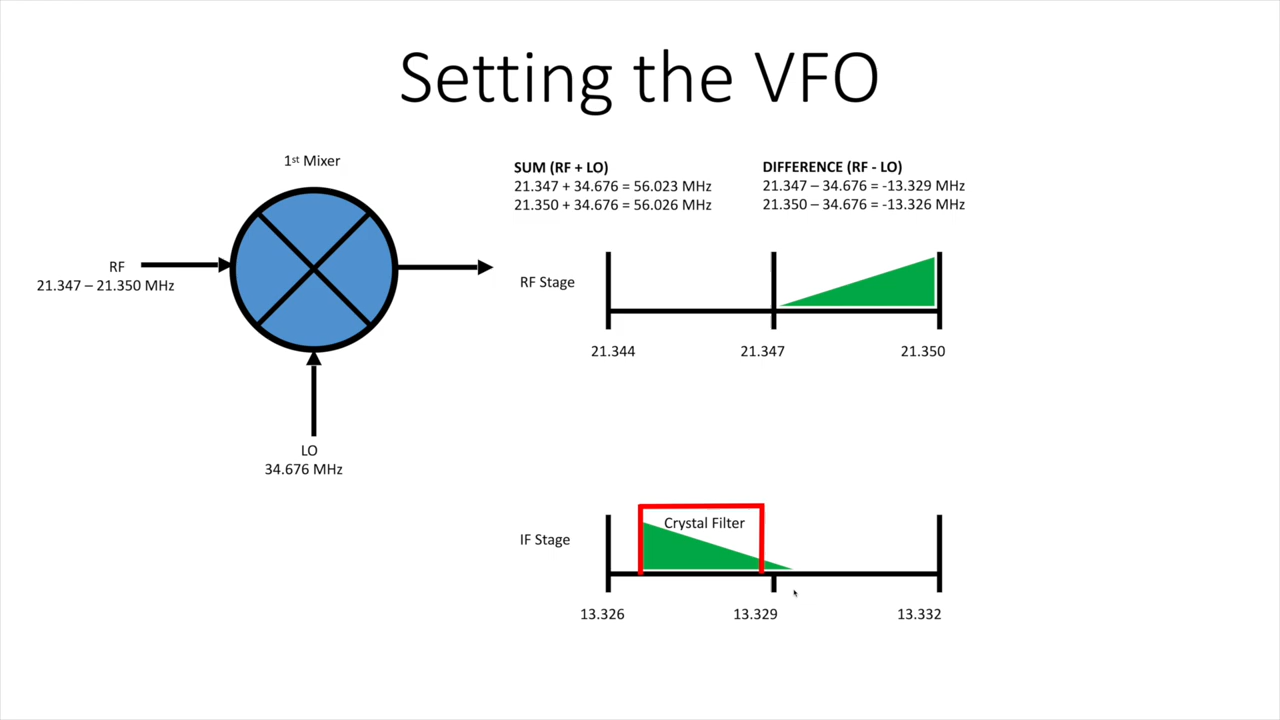 Setting the VFO
1st Mixer
RF
21.347 – 21.350 MHz
LO
34.676 MHz
SUM (RF + LO)
21.347 + 34.676 = 56.023 MHz
21.350 + 34.676 = 56.026 MHz
DIFFERENCE (RF - LO)
21.347 – 34.676 = -13.329 MHz
21.350 – 34.676 = -13.326 MHz
RF Stage
21.344
21.347
21.350
Crystal Filter
IF Stage
13.326
13.329
13.332